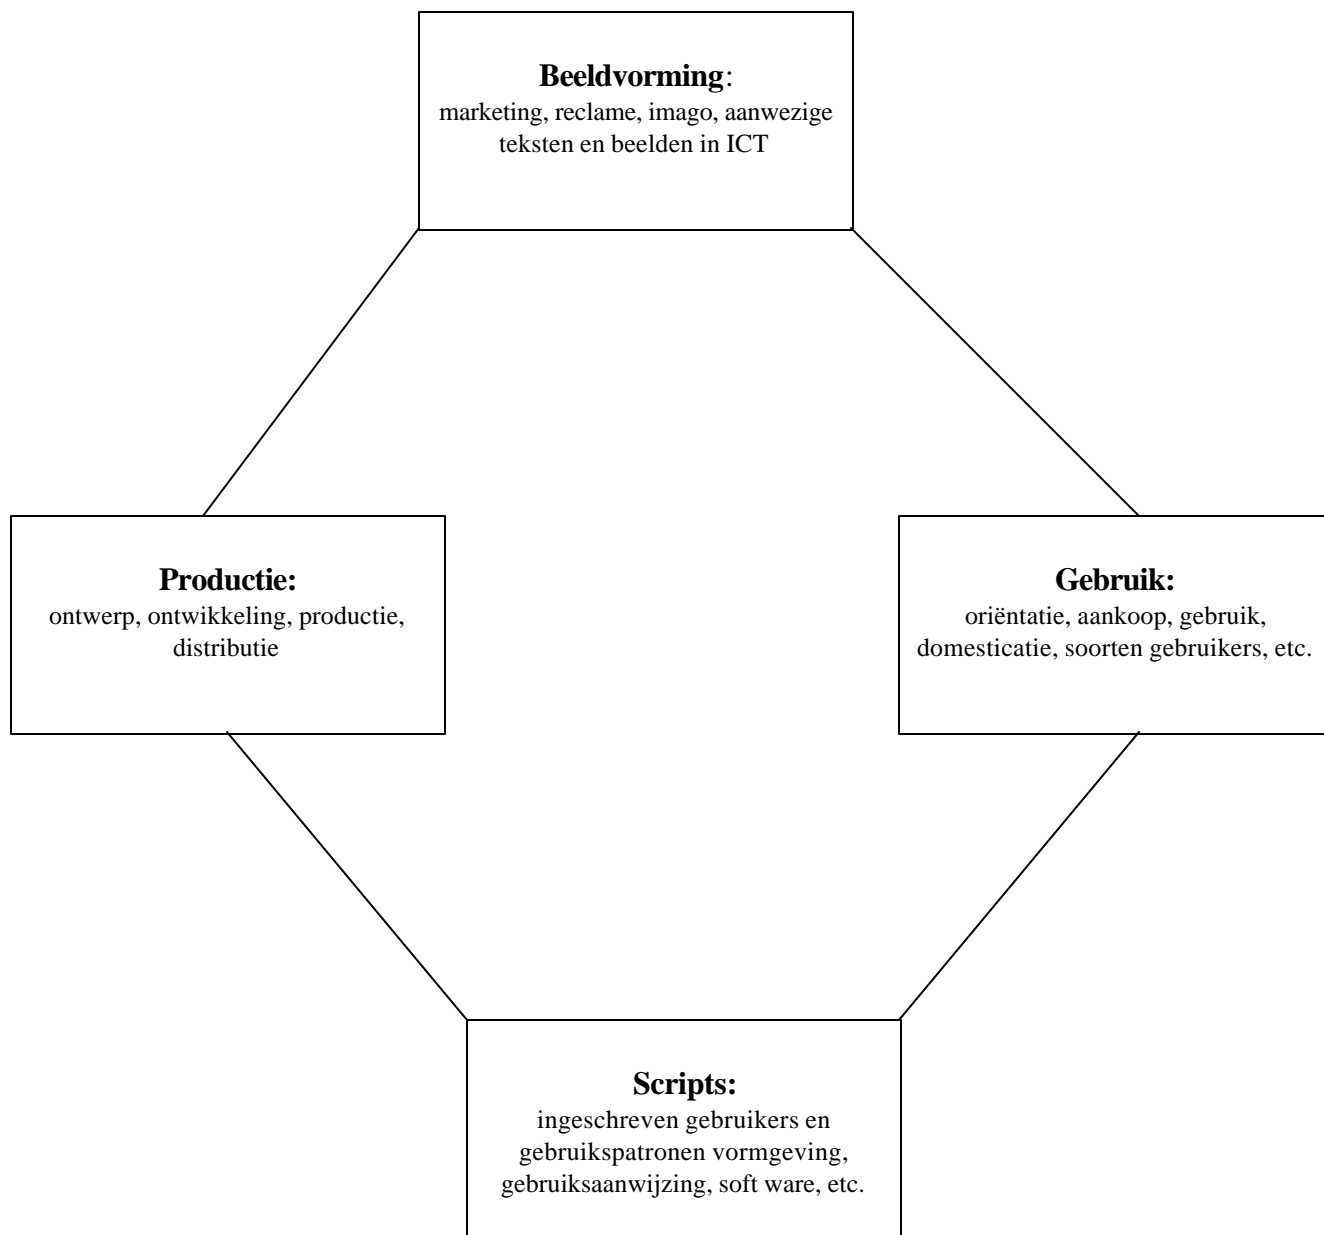 Beeldvorming:
marketing, reclame, imago, aanwezige
teksten en beelden in ICT
Productie:
ontwerp, ontwikkeling, productie,
distributie
Gebruik:
oriëntatie, aankoop, gebruik,
domesticatie, soorten gebruikers, etc.
Scripts:
ingeschreven gebruikers en
gebruikspatronen vormgeving,
gebruiksaanwijzing, soft ware, etc.